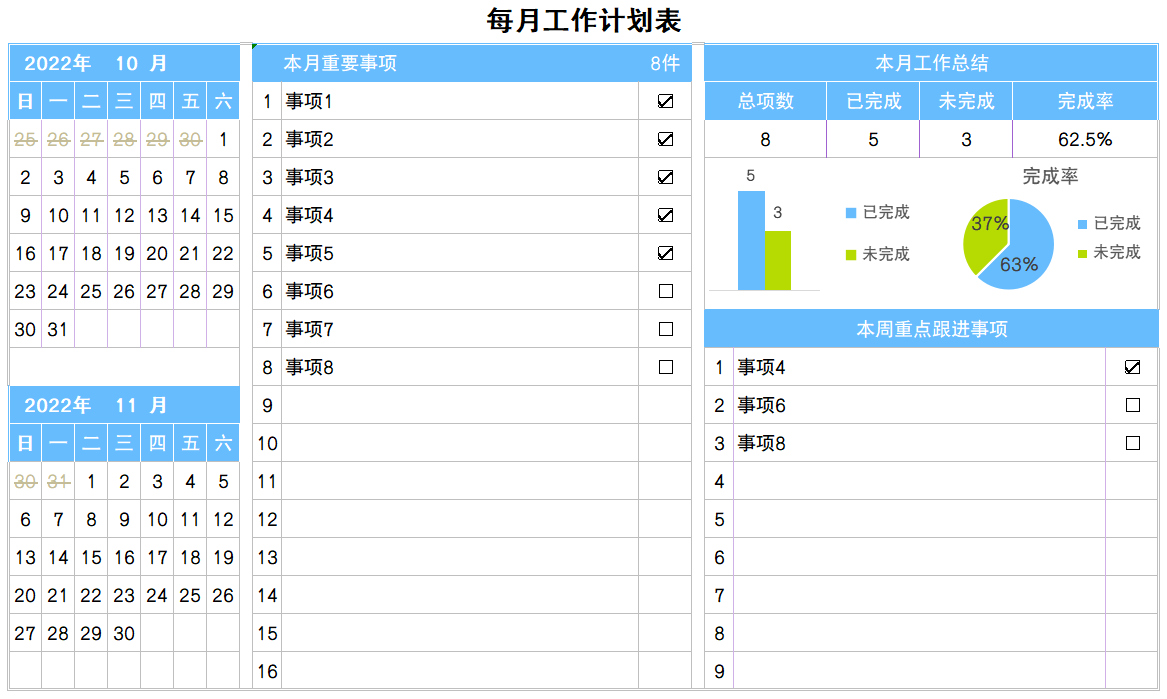 每月工作计划表
2022年 10 月
日 一 二 三 四 五 六
25 26 27 28 29 30 1
2 3 4 5 6 7 8
9 10 11 12 13 14 15
16 17 18 19 20 21 22
23 24 25 26 27 28 29
30 31
2022年 11 月
日 一 二 三 四 五 六
30 31 1 2 3 4 5
6 7 8 9 10 11 12
13 14 15 16 17 18 19
20 21 22 23 24 25 26
27 28 29 30
本月重要事项 8件
1 事项1
2 事项2
3 事项3
4 事项4
5 事项5
6 事项6
7 事项7
8 事项8
9
10
11
12
13
14
15
16
本月工作总结
总项数 已完成 未完成 完成率
8 5 3 62.5%
5
3
已完成
未完成
完成率
37%
63%
已完成
未完成
本周重点跟进事项
1 事项4
2 事项6
3 事项8
4
5
6
7
8
9